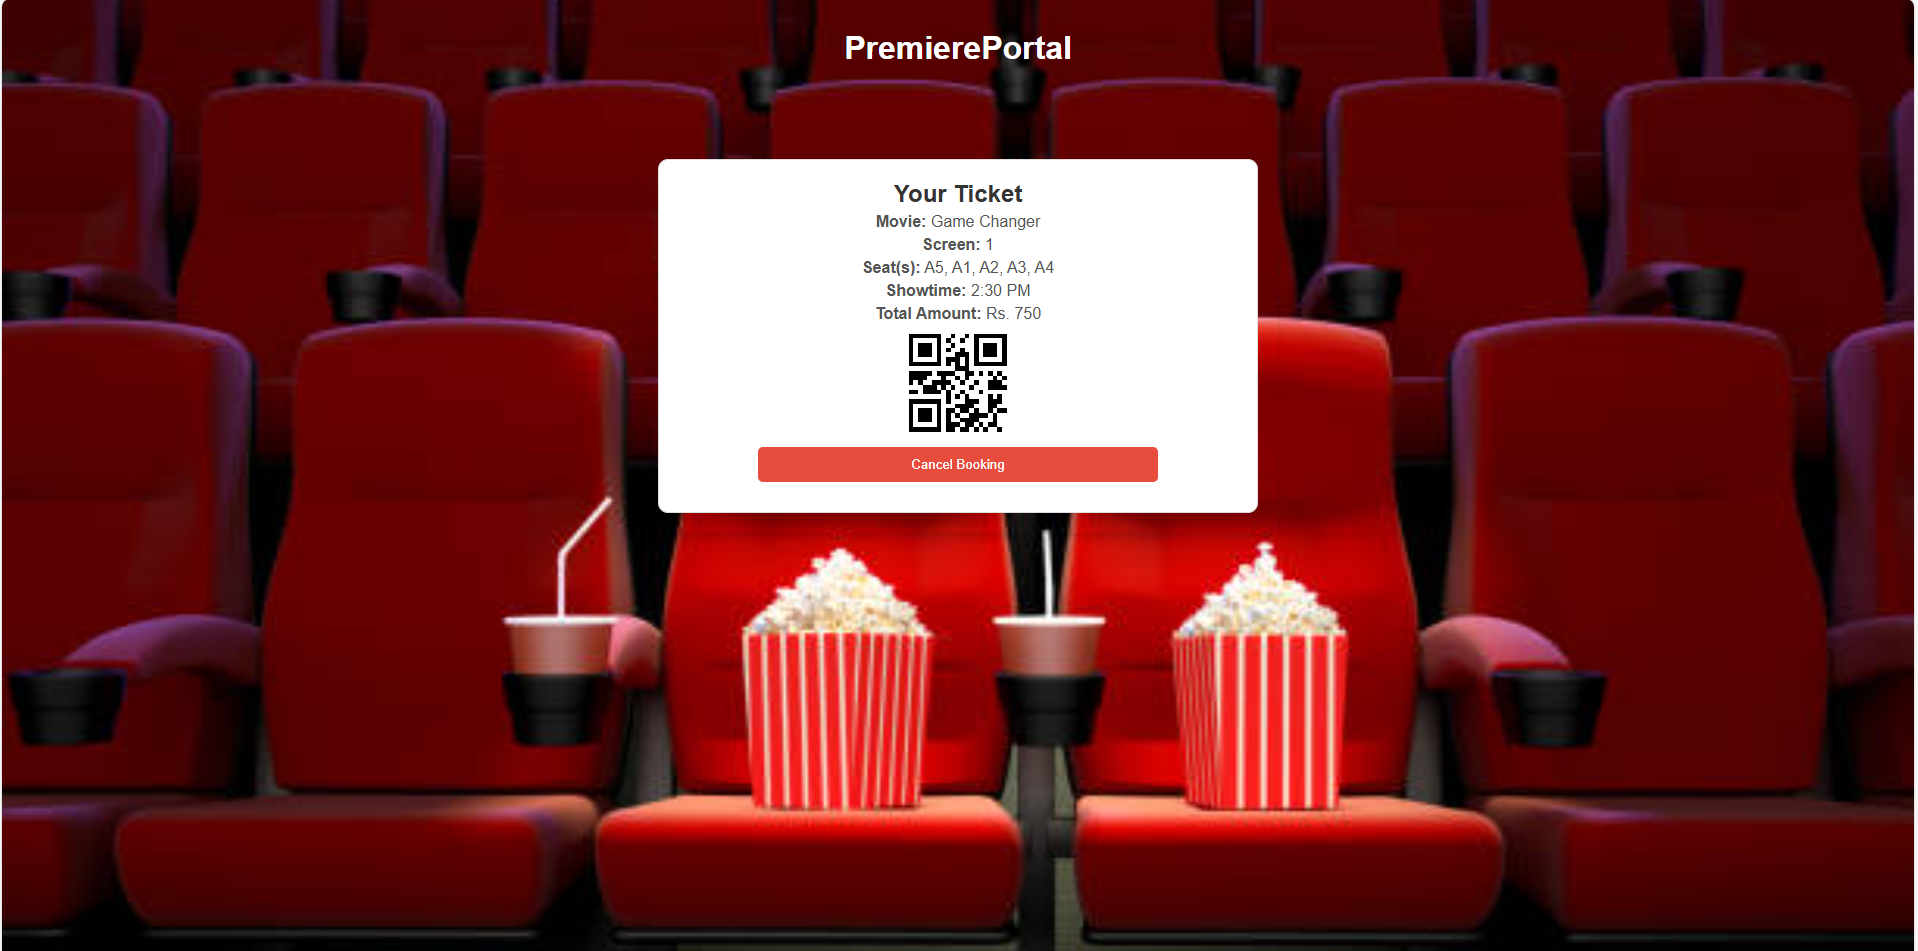 PremierePortal
Your Ticket
Movie: Game Changer
Screen: 1
Seat(s): A5, A1, A2, A3, A4
Showtime: 2:30 PM
Total Amount: Rs. 750
Cancel Booking